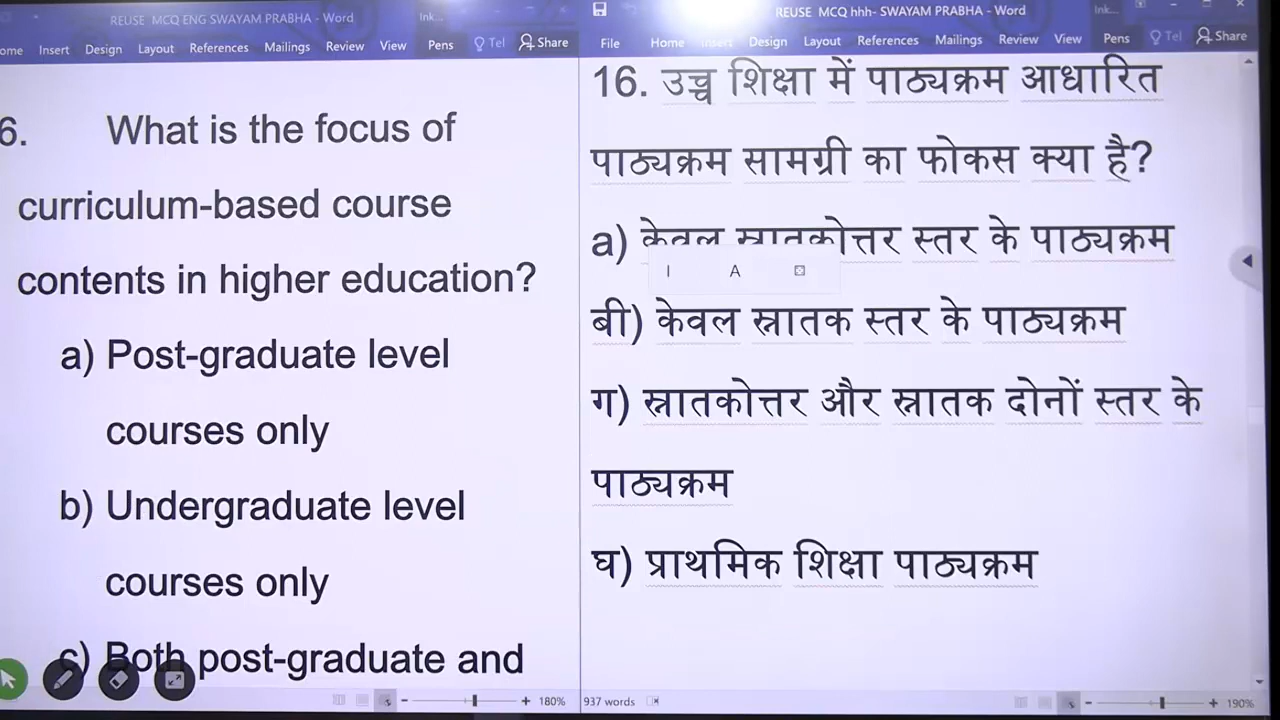 REUSE MCQ ENG SWAYAM PRABHA - Word
Ink...
Insert Design Layout References Mailings Review View Pens Tel Share
6. What is the focus of
curriculum-based course
contents in higher education?
a) Post-graduate level
courses only
b) Undergraduate level
courses only
c) Both post-graduate and
180%
REUSE MCQ hhh- SWAYAM PRABHA - Word
Ink...
File Home Insert Design Layout References Mailings Review View Pens Tel Share
16. उच्च शिक्षा में पाठ्यक्रम आधारित
पाठ्यक्रम सामग्री का फोकस क्या है?
a) केवल स्नातकोत्तर स्तर के पाठ्यक्रम
I A
बी) केवल स्नातक स्तर के पाठ्यक्रम
ग) स्नातकोत्तर और स्नातक दोनों स्तर के
पाठ्यक्रम
घ) प्राथमिक शिक्षा पाठ्यक्रम
937 words
190%